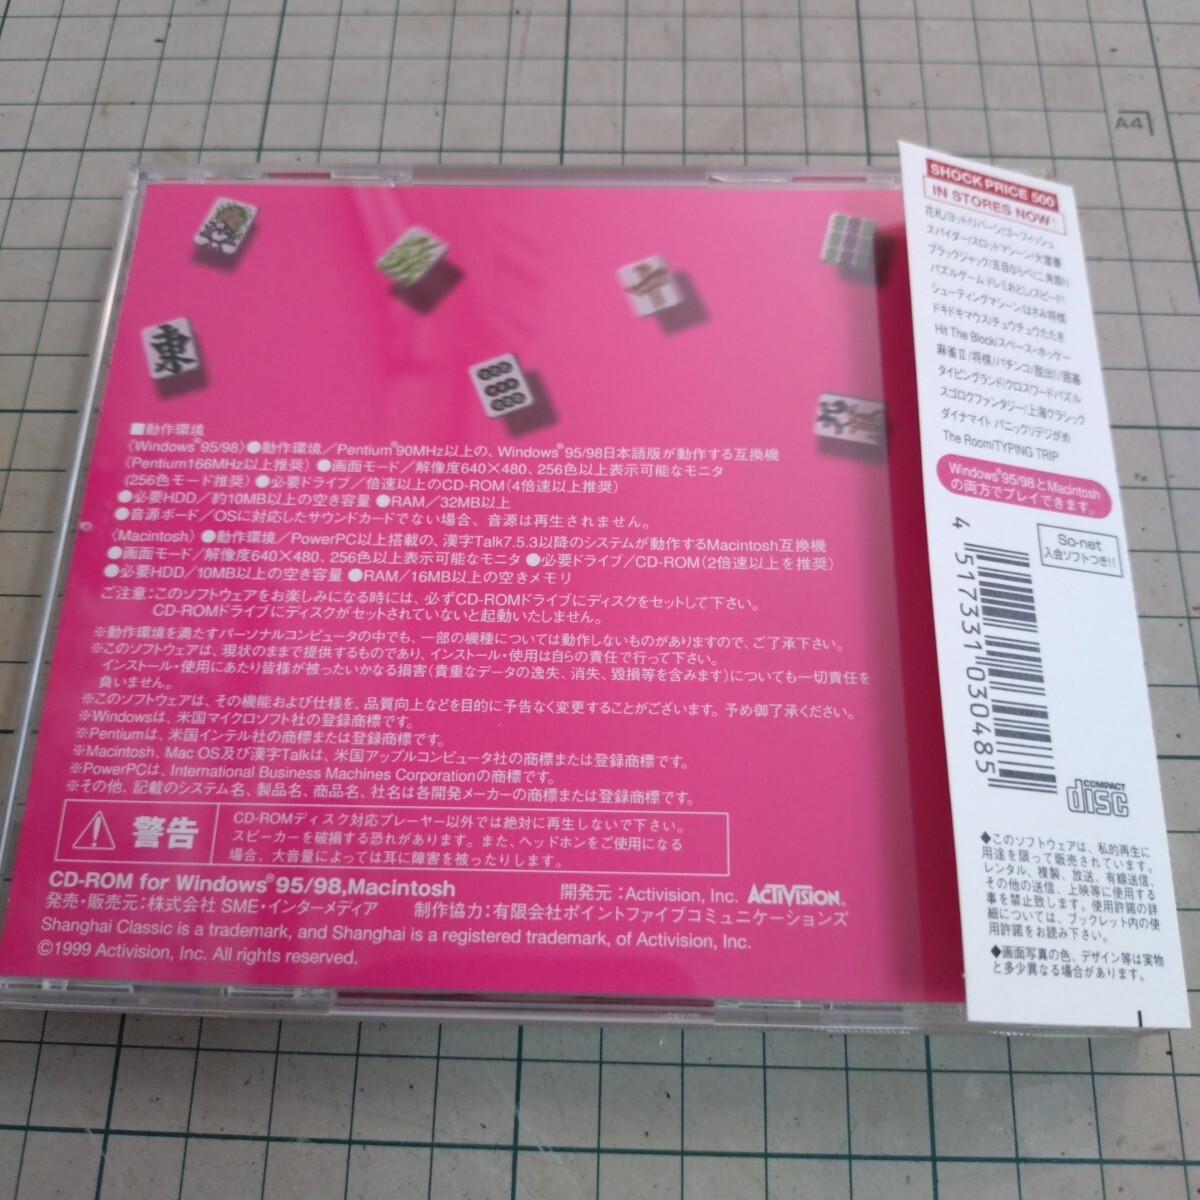 A4
東
■動作環境
〈Windows®95/98〉●動作環境/Pentium®90MHz以上の、Windows®95/98日本語版が動作する互換機
(Pentium166MHz以上推奨) ●画面モード/解像度640×480、256色以上表示可能なモニタ
(256色モード推奨) ●必要ドライブ/倍速以上のCD-ROM(4倍速以上推奨)
●必要HDD/約10MB以上の空き容量 ●RAM/32MB以上
●音源ボード/OSに対応したサウンドカードでない場合、音源は再生されません。
〈Macintosh〉●動作環境/PowerPC以上搭載の、漢字Talk7.5.3以降のシステムが動作するMacintosh互換機
●画面モード/解像度640×480、256色以上表示可能なモニタ ●必要ドライブ/CD-ROM(2倍速以上を推奨)
●必要HDD/10MB以上の空き容量 ●RAM/16MB以上の空きメモリ
ご注意:このソフトウェアをお楽しみになる時には、必ずCD-ROMドライブにディスクをセットして下さい。
CD-ROMドライブにディスクがセットされていないと起動いたしません。
※動作環境を満たすパーソナルコンピュータの中でも、一部の機種については動作しないものがありますので、ご了承下さい。
※このソフトウェアは、現状のままで提供するものであり、インストール・使用は自らの責任で行って下さい。
インストール・使用にあたり皆様が被ったいかなる損害(貴重なデータの逸失、消失、毀損等を含みます)についても一切責任を
負いません。
※このソフトウェアは、その機能および仕様を、品質向上などを目的に予告なく変更することがございます。予め御了承ください。
※Windowsは、米国マイクロソフト社の登録商標です。
※Pentiumは、米国インテル社の商標または登録商標です。
※Macintosh、Mac OS及び漢字Talkは、米国アップルコンピュータ社の商標または登録商標です。
※PowerPCは、International Business Machines Corporationの商標です。
※その他、記載のシステム名、製品名、商品名、社名は各開発メーカーの商標または登録商標です。
警告
CD-ROMディスク対応プレーヤー以外では絶対に再生しないで下さい。
スピーカーを破損する恐れがあります。また、ヘッドホンをご使用になる
場合、大音量によっては耳に障害を被ったりします。
CD-ROM for Windows®95/98,Macintosh
開発元:Activision, Inc. ACTIVISION.
発売・販売元:株式会社 SME・インターメディア 制作協力:有限会社ポイントファイブコミュニケーションズ
Shanghai Classic is a trademark, and Shanghai is a registered trademark, of Activision, Inc.
©1999 Activision, Inc. All rights reserved.
SHOCK PRICE 500
IN STORES NOW!
花札/ヨット/リバーシ/ゴーフィッシュ
スパイダー/スロットマシーン/大富豪
ブラックジャック/五目ならべ/二角取り
パズルゲーム ドレミおとし/スピード!
シューティングマシーン/はさみ将棋
ドキドキマウス/チュウチュウたたき
Hit The Block/スペース・ホッケー
麻雀Ⅱ/将棋/パチンコ/脱出!/囲碁
タイピングランド/クロスワードパズル
スゴロクファンタジー/上海クラシック
ダイナマイト パニック!/デジがめ
The Room/TYPING TRIP
Windows®95/98とMacintosh
の両方でプレイできます。
So-net
入会ソフトつき!!
4517331030485
COMPACT
disc
◆このソフトウェアは、私的再生に
用途を限って販売されています。
レンタル、複製、放送、有線送信、
その他の送信、上映等に使用する
事を禁止致します。使用許諾の詳
細については、ブックレット内の使
用許諾をお読み下さい。
◆画面写真の色、デザイン等は実物
と多少異なる場合があります。